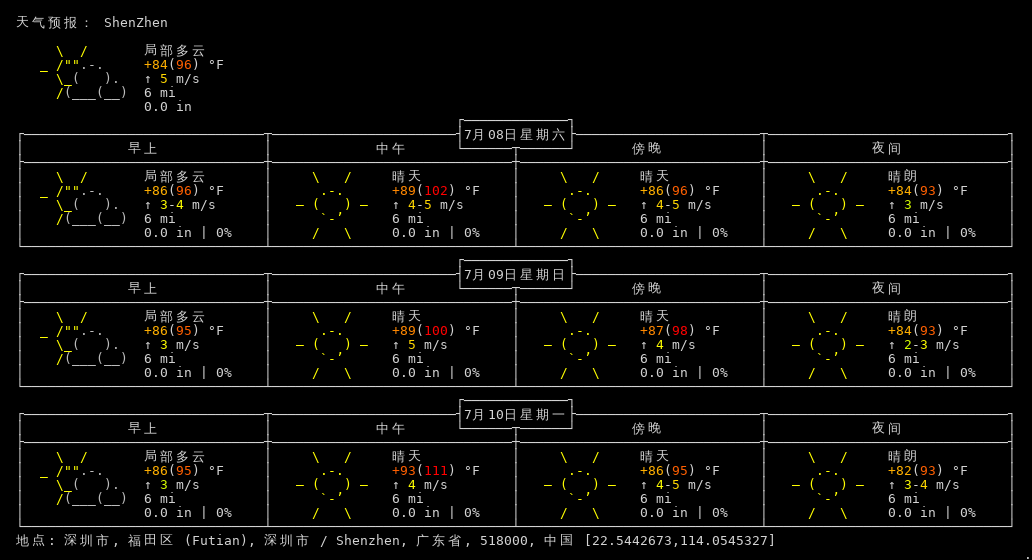 天气预报： ShenZhen
局部多云
+84(96) °F
↑ 5 m/s
6 mi
0.0 in
7月08日星期六
早上 中午 傍晚 夜间
局部多云 晴天 晴天 晴朗
+86(96) °F +89(102) °F +86(96) °F +84(93) °F
↑ 3-4 m/s ↑ 4-5 m/s ↑ 4-5 m/s ↑ 3 m/s
6 mi 6 mi 6 mi 6 mi
0.0 in | 0% 0.0 in | 0% 0.0 in | 0% 0.0 in | 0%
7月09日星期日
早上 中午 傍晚 夜间
局部多云 晴天 晴天 晴朗
+86(95) °F +89(100) °F +87(98) °F +84(93) °F
↑ 3 m/s ↑ 5 m/s ↑ 4 m/s ↑ 2-3 m/s
6 mi 6 mi 6 mi 6 mi
0.0 in | 0% 0.0 in | 0% 0.0 in | 0% 0.0 in | 0%
7月10日星期一
早上 中午 傍晚 夜间
局部多云 晴天 晴天 晴朗
+86(95) °F +93(111) °F +86(95) °F +82(93) °F
↑ 3 m/s ↑ 4 m/s ↑ 4-5 m/s ↑ 3-4 m/s
6 mi 6 mi 6 mi 6 mi
0.0 in | 0% 0.0 in | 0% 0.0 in | 0% 0.0 in | 0%
地点: 深圳市, 福田区 (Futian), 深圳市 / Shenzhen, 广东省, 518000, 中国 [22.5442673,114.0545327]